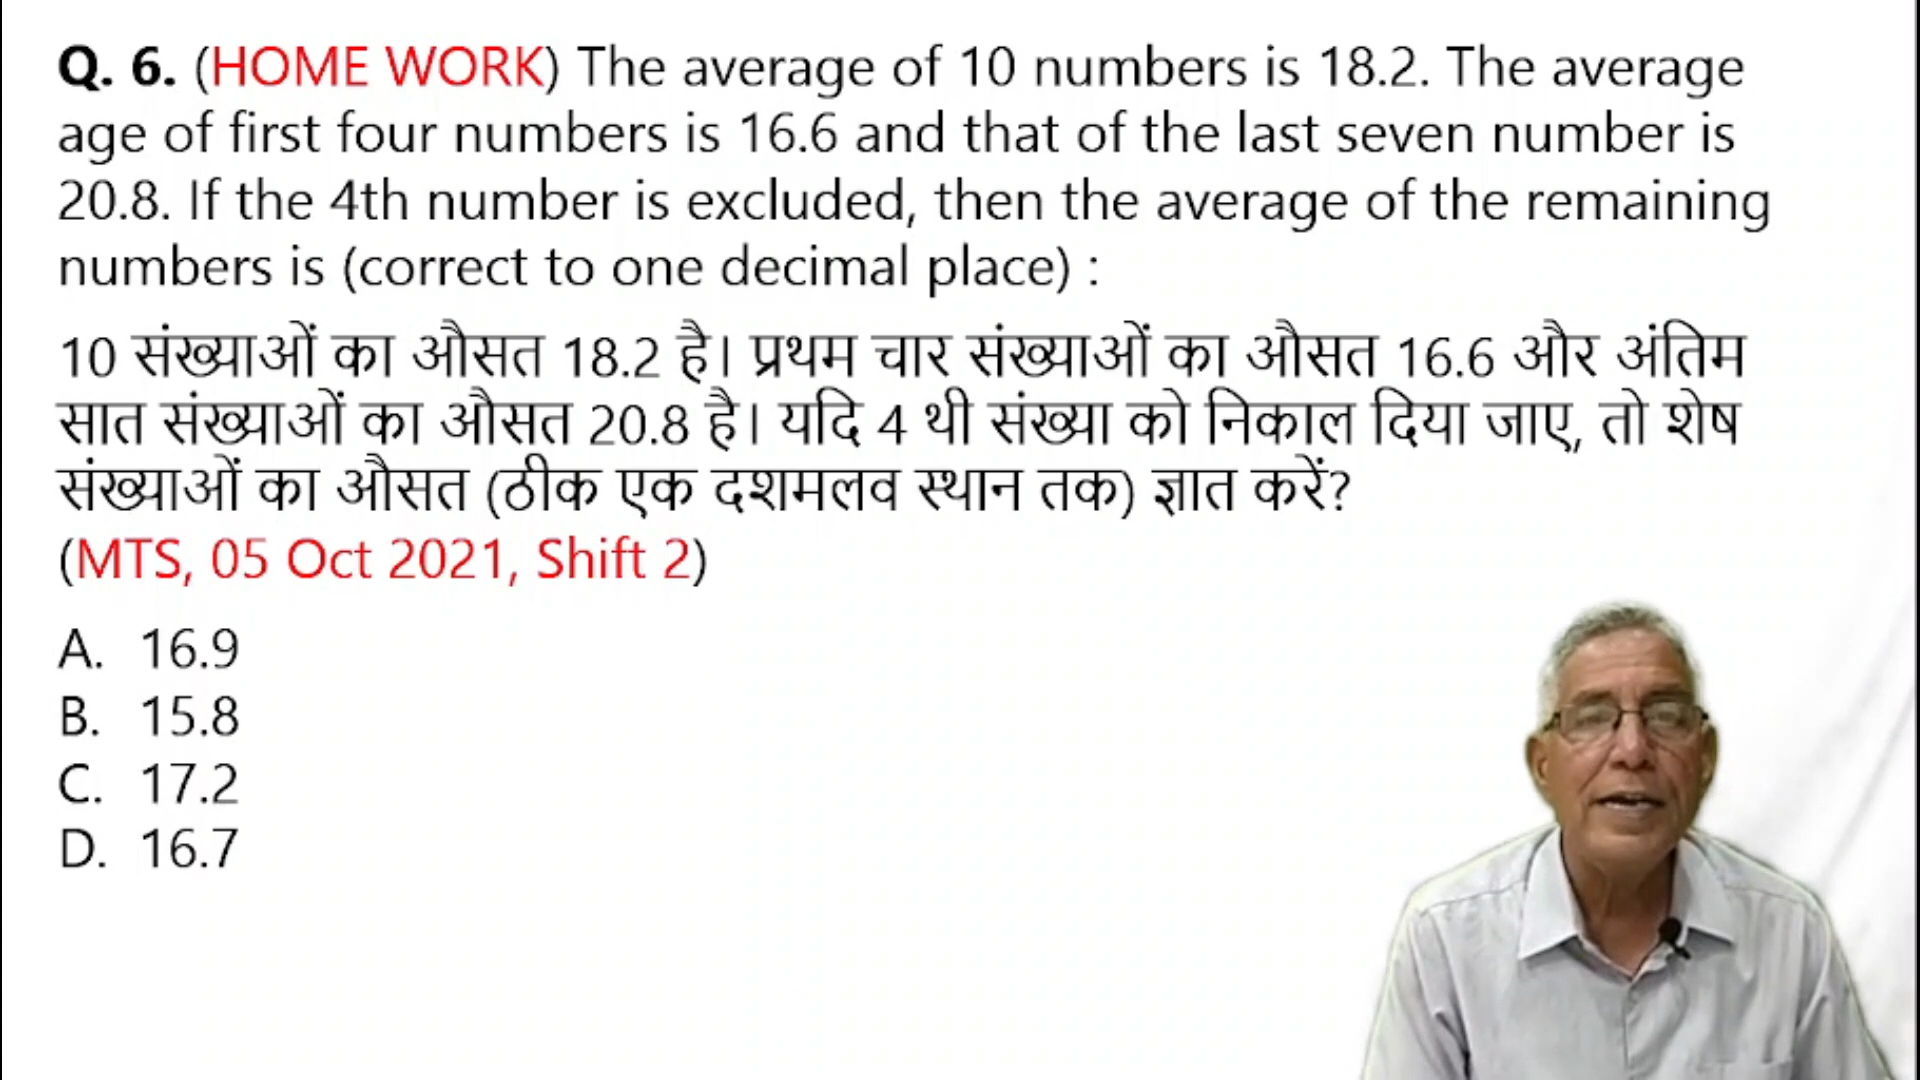 Q. 6. (HOME WORK) The average of 10 numbers is 18.2. The average
age of first four numbers is 16.6 and that of the last seven number is
20.8. If the 4th number is excluded, then the average of the remaining
numbers is (correct to one decimal place) :
10 संख्याओं का औसत 18.2 है। प्रथम चार संख्याओं का औसत 16.6 और अंतिम
सात संख्याओं का औसत 20.8 है। यदि 4 थी संख्या को निकाल दिया जाए, तो शेष
संख्याओं का औसत (ठीक एक दशमलव स्थान तक) ज्ञात करें?
(MTS, 05 Oct 2021, Shift 2)
A. 16.9
B. 15.8
C. 17.2
D. 16.7